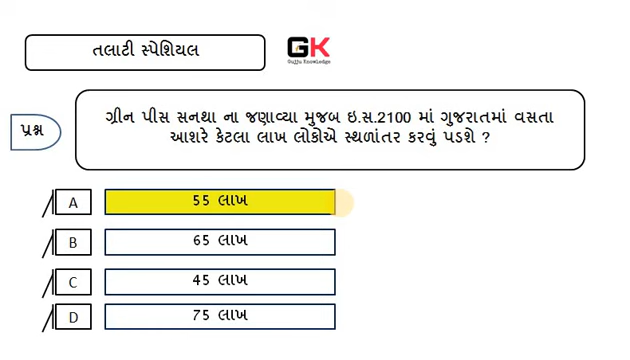 તલાટી સ્પેશિયલ
GK
Gujju Knowledge
પ્રશ્ન
ગ્રીન પીસ સનથા ના જણાવ્યા મુજબ ઇ.સ.2100 માં ગુજરાતમાં વસતા
આશરે કેટલા લાખ લોકોએ સ્થળાંતર કરવું પડશે ?
A 55 લાખ
B 65 લાખ
C 45 લાખ
D 75 લાખ